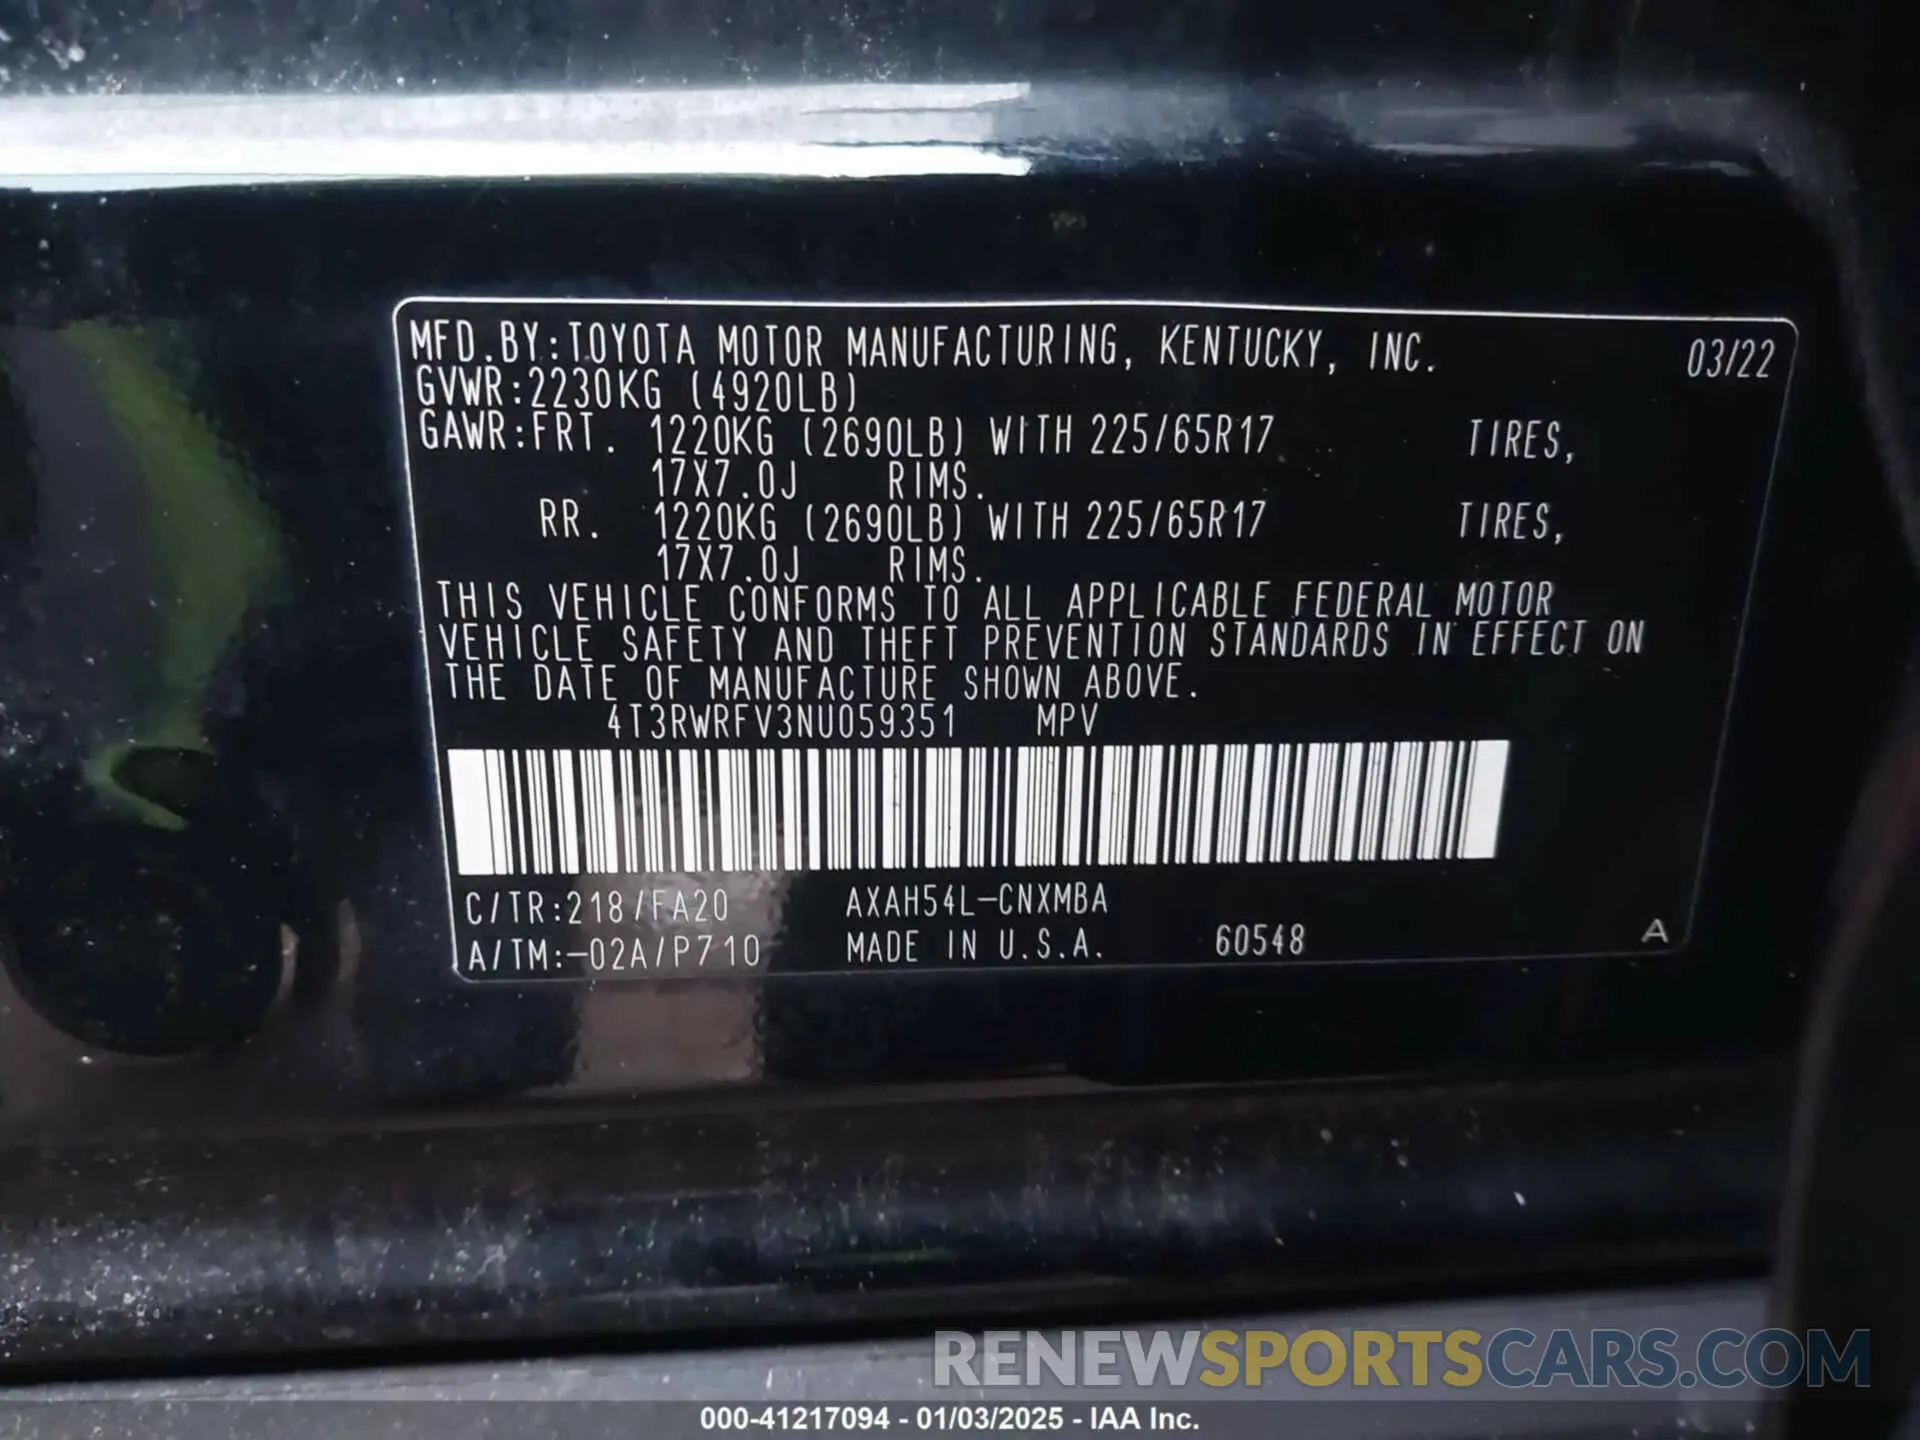 MFD.BY:TOYOTA MOTOR MANUFACTURING, KENTUCKY, INC. 03/22
GVWR:2230KG (4920LB)
GAWR:FRT. 1220KG (2690LB) WITH 225/65R17 TIRES,
17X7.0J RIMS.
RR. 1220KG (2690LB) WITH 225/65R17 TIRES,
17X7.0J RIMS.
THIS VEHICLE CONFORMS TO ALL APPLICABLE FEDERAL MOTOR
VEHICLE SAFETY AND THEFT PREVENTION STANDARDS IN EFFECT ON
THE DATE OF MANUFACTURE SHOWN ABOVE.
4T3RWRFV3NU059351 MPV
C/TR:218/FA20 AXAH54L-CNXMBA
A/TM:-02A/P710 MADE IN U.S.A. 60548 A
RENEWSPORTSCARS.COM
000-41217094 - 01/03/2025 - IAA Inc.